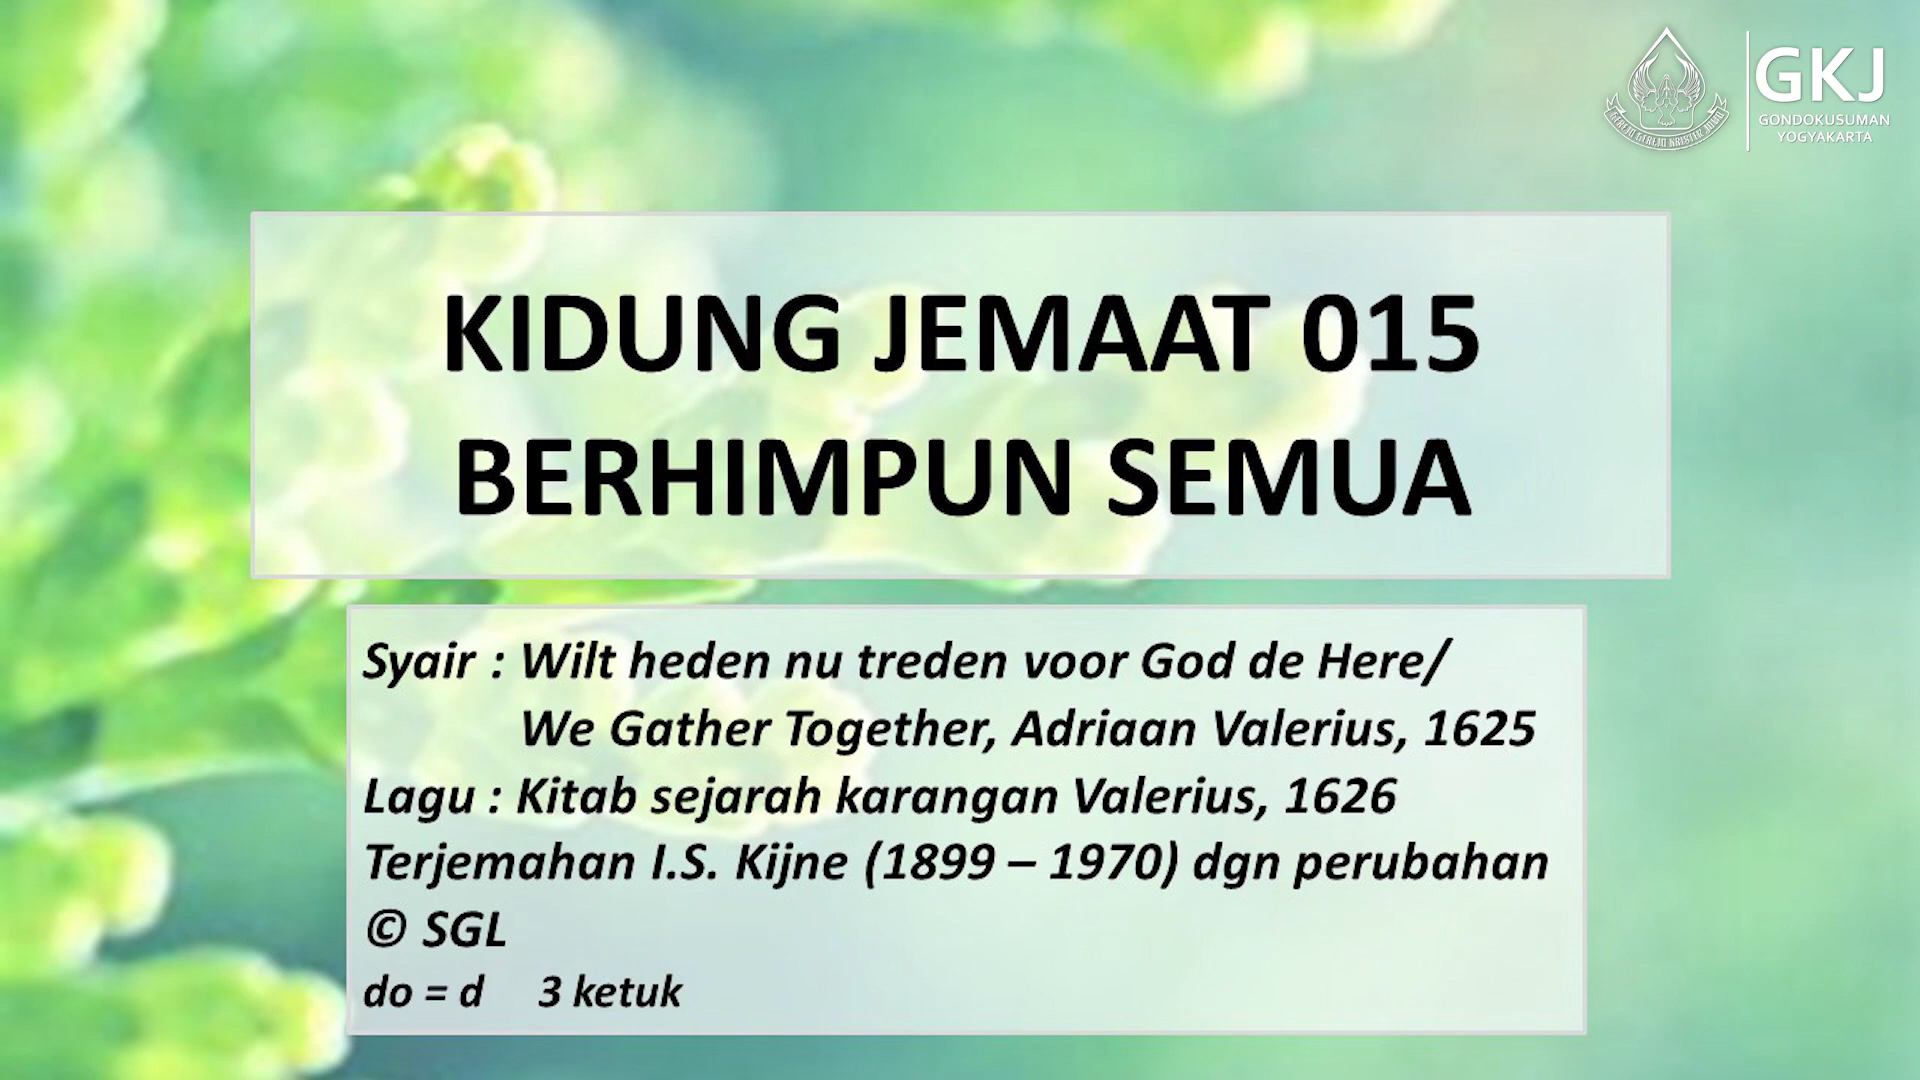 GKJ
GONDOKUSUMAN
YOGYAKARTA
KIDUNG JEMAAT 015
BERHIMPUN SEMUA
Syair : Wilt heden nu treden voor God de Here/
We Gather Together, Adriaan Valerius, 1625
Lagu : Kitab sejarah karangan Valerius, 1626
Terjemahan I.S. Kijne (1899 – 1970) dgn perubahan
© SGL
do = d 3 ketuk